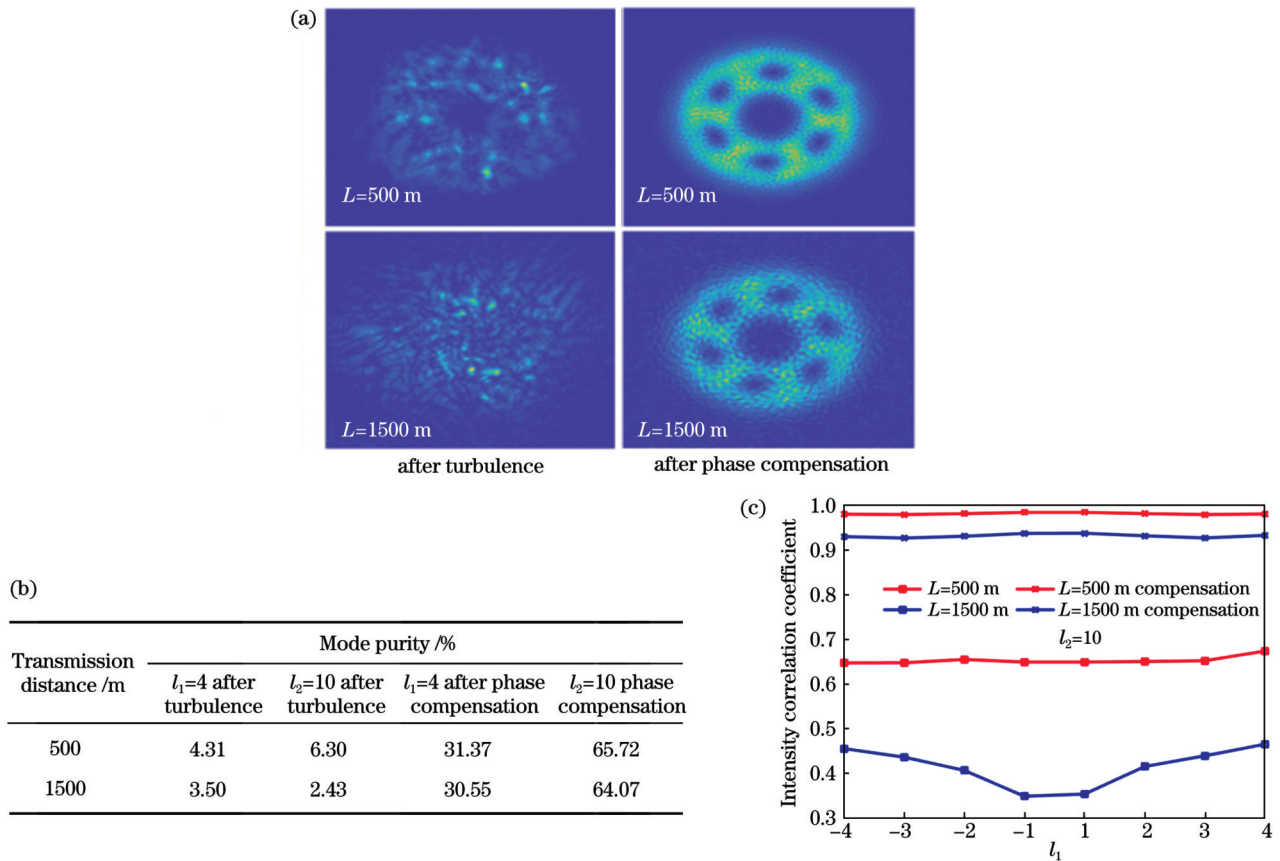 (a)
L=500 m
L=500 m
L=1500 m
L=1500 m
after turbulence
after phase compensation
(b)
Transmission
distance /m
Mode purity /%
l₁=4 after
turbulence
l₂=10 after
turbulence
l₁=4 after phase
compensation
l₂=10 phase
compensation
500 4.31 6.30 31.37 65.72
1500 3.50 2.43 30.55 64.07
(c)
Intensity correlation coefficient
1.0
0.9
0.8
0.7
0.6
0.5
0.4
0.3
L=500 m
L=500 m compensation
L=1500 m
L=1500 m compensation
l₂=10
-4 -3 -2 -1 1 2 3 4
l₁